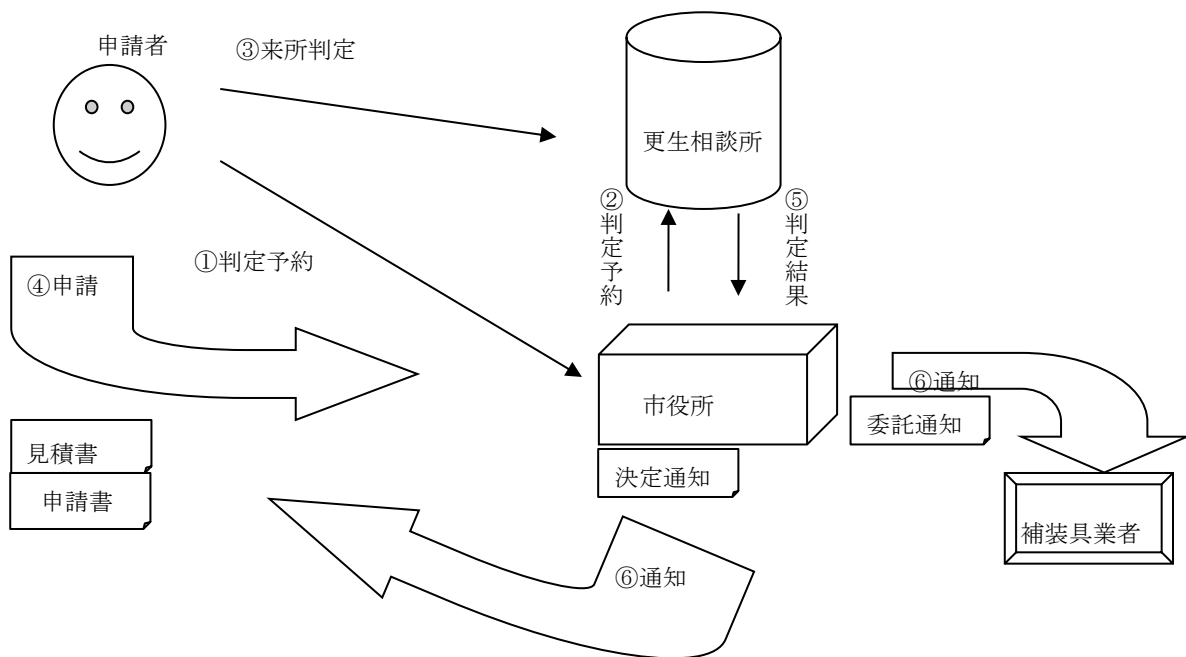 申請者
③来所判定
更生相談所
②判定予約
⑤判定結果
①判定予約
④申請
市役所
⑥通知
委託通知
見積書
申請書
決定通知
補装具業者
⑥通知